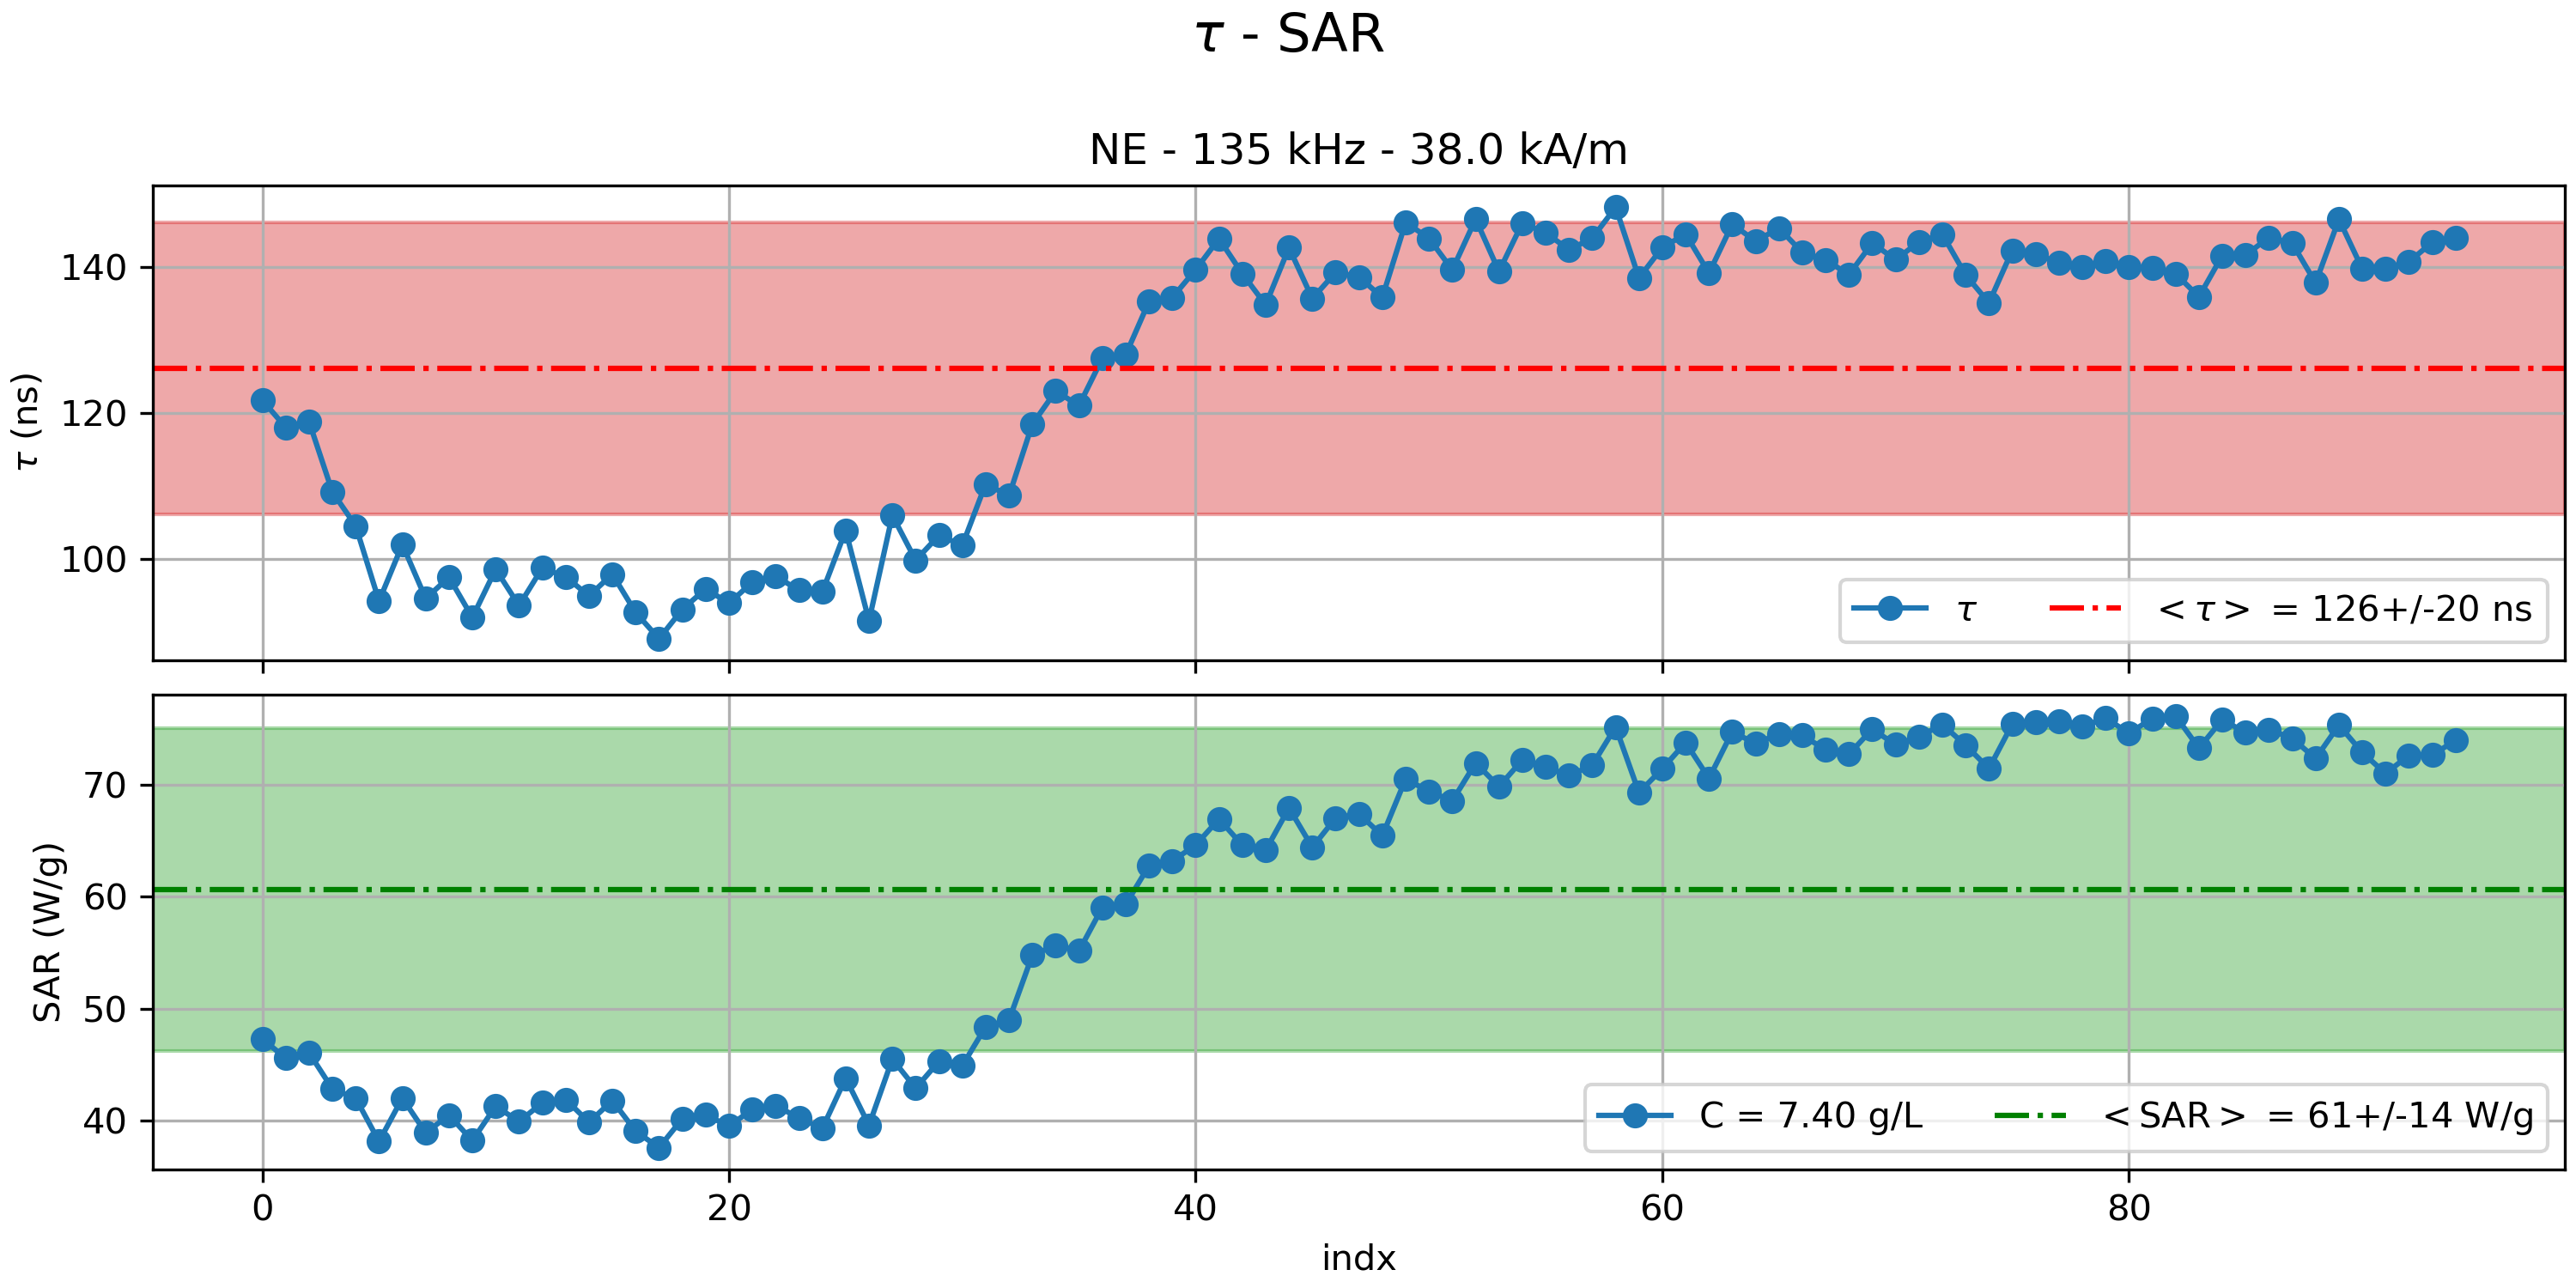 τ - SAR
NE - 135 kHz - 38.0 kA/m
τ (ns)
140
120
100
τ
<τ> = 126+/-20 ns
SAR (W/g)
70
60
50
40
C = 7.40 g/L
<SAR> = 61+/-14 W/g
0 20 40 60 80
indx